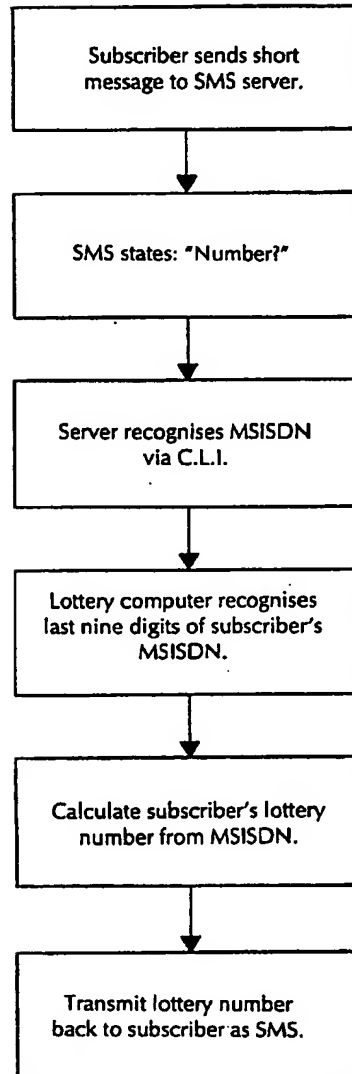 Subscriber sends short
message to SMS server.
SMS states: "Number?"
Server recognises MSISDN
via C.L.I.
Lottery computer recognises
last nine digits of subscriber's
MSISDN.
Calculate subscriber's lottery
number from MSISDN.
Transmit lottery number
back to subscriber as SMS.